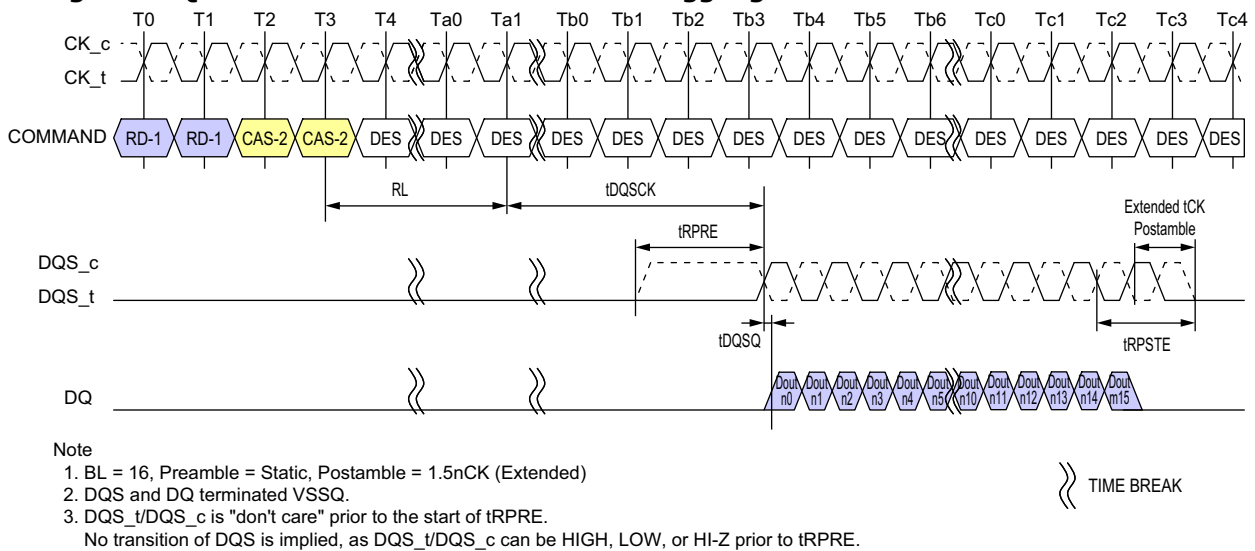 T0 T1 T2 T3 T4 Ta0 Ta1 Tb0 Tb1 Tb2 Tb3 Tb4 Tb5 Tb6 Tc0 Tc1 Tc2 Tc3 Tc4
CK_c
CK_t
COMMAND RD-1 RD-1 CAS-2 CAS-2 DES DES DES DES DES DES DES DES DES DES DES DES DES DES DES
RL tDQSCK
Extended tCK
Postamble
tRPRE
DQS_c
DQS_t
tDQSQ
tRPSTE
DQ
Dout Dout Dout Dout Dout Dout Dout Dout Dout Dout Dout Dout
n0 n1 n2 n3 n4 n5 n10 n11 n12 n13 n14 m15
Note
1. BL = 16, Preamble = Static, Postamble = 1.5nCK (Extended)
2. DQS and DQ terminated VSSQ.
3. DQS_t/DQS_c is "don't care" prior to the start of tRPRE.
No transition of DQS is implied, as DQS_t/DQS_c can be HIGH, LOW, or HI-Z prior to tRPRE.
TIME BREAK